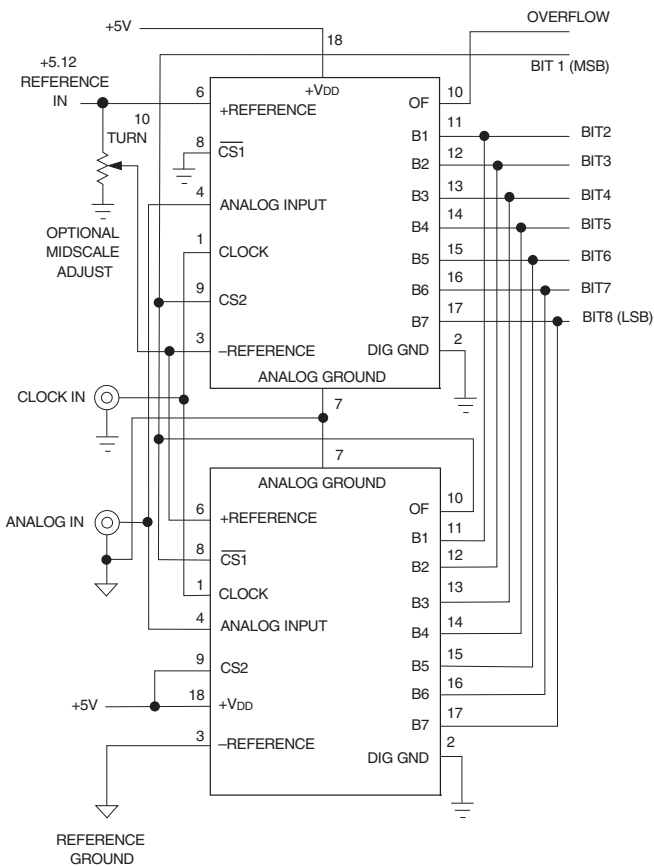 OVERFLOW
+5V
18
BIT 1 (MSB)
+5.12
REFERENCE
IN
10
TURN
OPTIONAL
MIDSCALE
ADJUST
+VDD
6
+REFERENCE
8
CS1
4
ANALOG INPUT
1
CLOCK
9
CS2
3
–REFERENCE
ANALOG GROUND
7
OF
10
B1
11
BIT2
B2
12
BIT3
B3
13
BIT4
B4
14
BIT5
B5
15
BIT6
B6
16
BIT7
B7
17
BIT8 (LSB)
DIG GND
2
CLOCK IN
ANALOG IN
7
ANALOG GROUND
6
+REFERENCE
8
CS1
1
CLOCK
4
ANALOG INPUT
9
CS2
+5V
18
+VDD
3
–REFERENCE
OF
10
B1
11
B2
12
B3
13
B4
14
B5
15
B6
16
B7
17
DIG GND
2
REFERENCE
GROUND